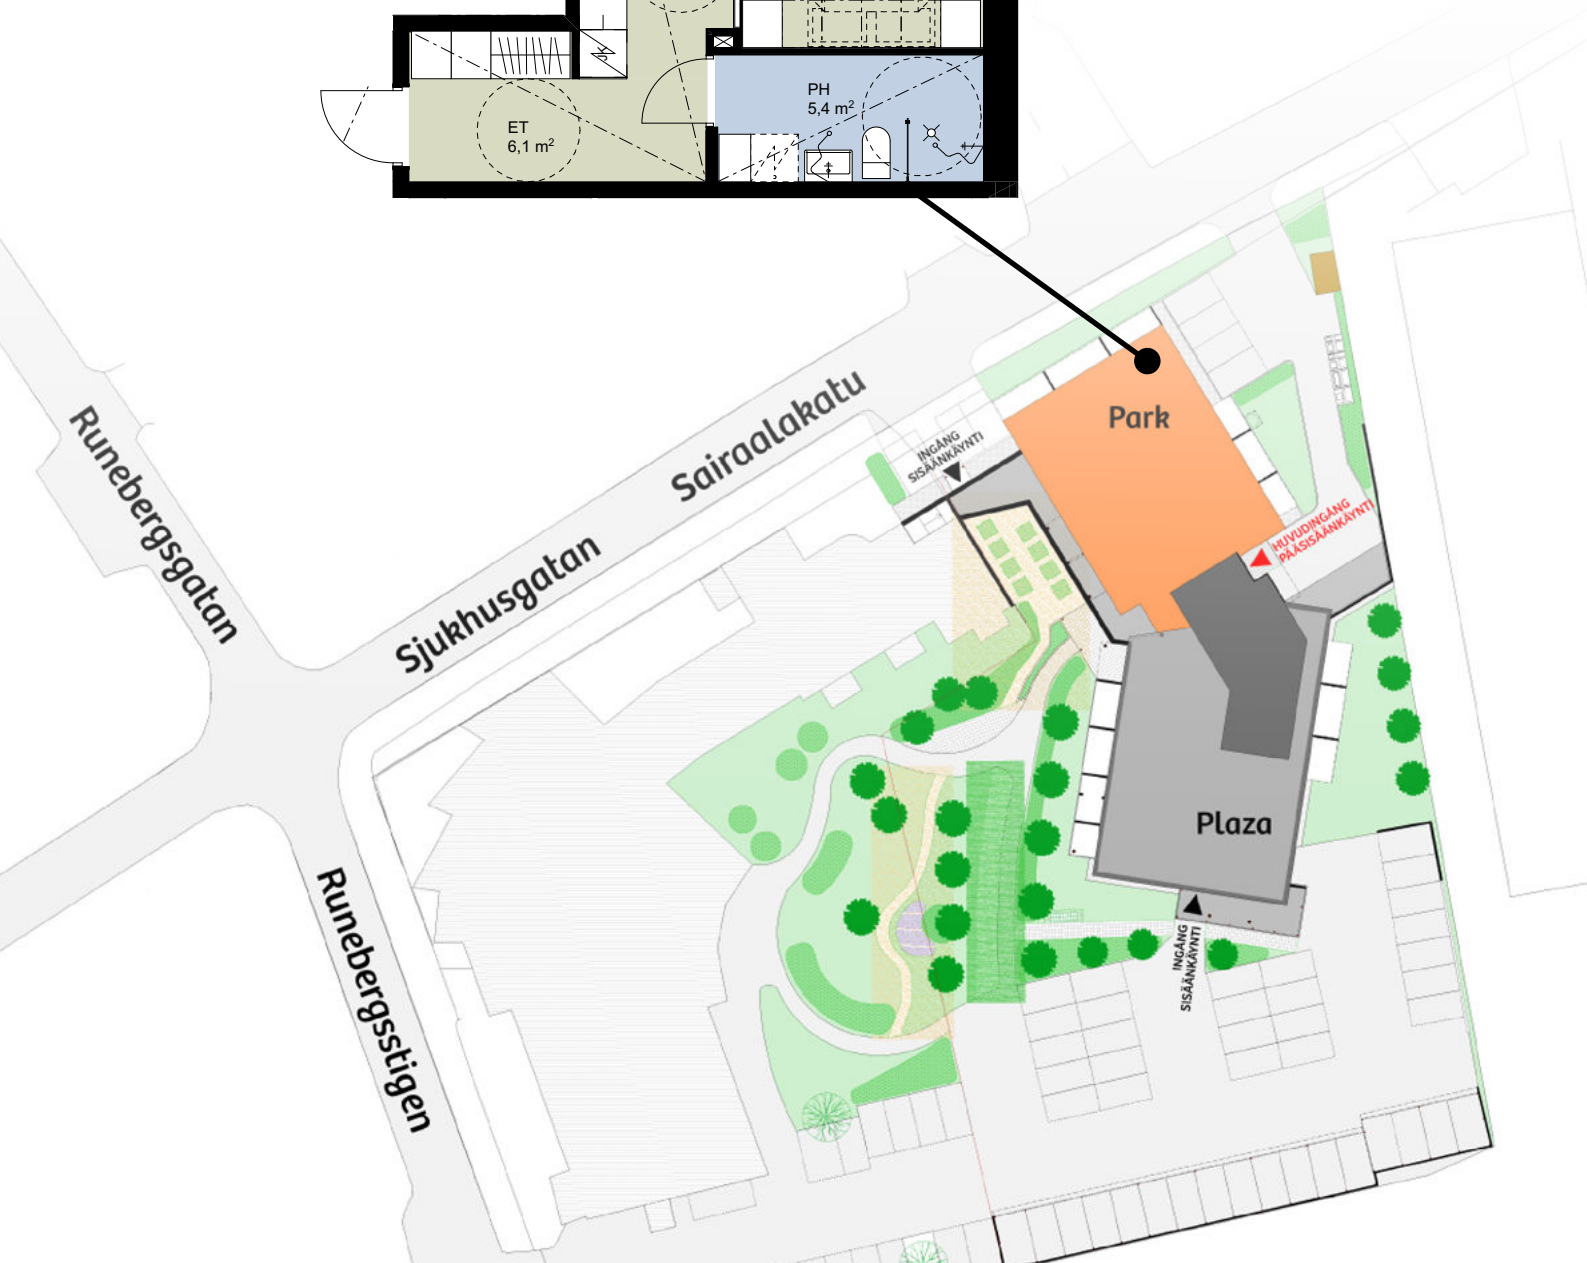 PH
5,4 m²
ET
6,1 m²
JK
Runebergsgatan
Sjukhusgatan
Sairaalakatu
INGÅNG
SISÄÄNKÄYNTI
Park
HUVUDINGÅNG
PÄÄSISÄÄNKÄYNTI
Plaza
INGÅNG
SISÄÄNKÄYNTI
Runebergsstigen